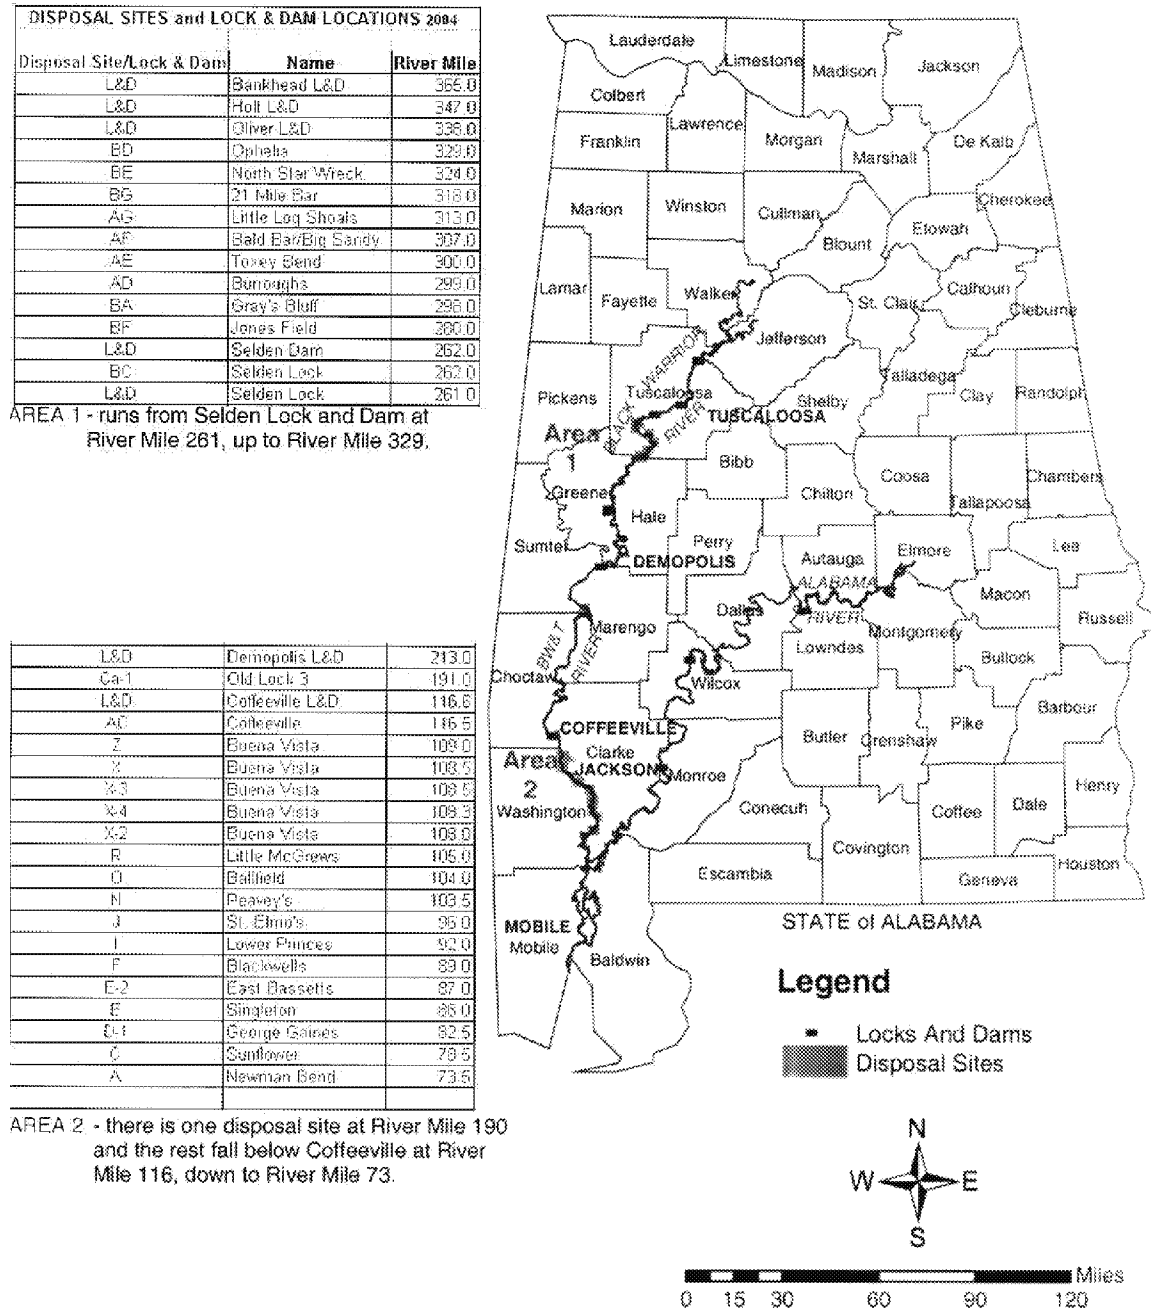 DISPOSAL SITES and LOCK & DAM LOCATIONS 2004
Disposal Site/Lock & Dam Name River Mile
L&D Bankhead L&D 365.0
L&D Holt L&D 347.0
L&D Oliver L&D 338.0
BD Ophelia 329.0
BE North Star Wreck 324.0
BG 21 Mile Bar 318.0
AG Little Log Shoals 313.0
AF Bald Bar/Big Sandy 307.0
AE Toxey Bend 300.0
AD Burroughs 299.0
BA Gray's Bluff 298.0
BF Jones Field 280.0
L&D Selden Dam 262.0
BC Selden Lock 262.0
L&D Selden Lock 261.0
AREA 1 - runs from Selden Lock and Dam at
River Mile 261, up to River Mile 329.
L&D Demopolis L&D 213.0
Ca-1 Old Lock 3 191.0
L&D Coffeeville L&D 116.6
AC Coffeeville 116.5
Z Buena Vista 109.0
X Buena Vista 108.5
X-3 Buena Vista 108.5
X-4 Buena Vista 108.3
X-2 Buena Vista 108.0
R Little McGrews 105.0
O Ballfield 104.0
N Peavey's 103.5
J St. Elmo's 95.0
I Lower Princes 92.0
F Blackwells 89.0
E-2 East Bassetts 87.0
E Singleton 86.0
D-1 George Gaines 82.5
C Sunflower 78.5
A Newman Bend 73.5
AREA 2 - there is one disposal site at River Mile 190
and the rest fall below Coffeeville at River
Mile 116, down to River Mile 73.
Lauderdale
Limestone
Madison
Jackson
Colbert
Lawrence
Franklin
Morgan
Marshall
De Kalb
Marion
Winston
Cullman
Cherokee
Blount
Etowah
Lamar
Fayette
Walker
St. Clair
Calhoun
Cleburne
Jefferson
BLACK WARRIOR RIVER
Talladega
Pickens
Tuscaloosa
TUSCALOOSA
Shelby
Clay
Randolph
Area
1
Bibb
Greene
Chilton
Coosa
Tallapoosa
Chambers
Hale
Perry
Sumter
DEMOPOLIS
Autauga
Elmore
Lee
ALABAMA
RIVER
Macon
Dallas
Russell
Marengo
Lowndes
Montgomery
Bullock
BW&T
RIVER
Choctaw
Wilcox
Barbour
COFFEEVILLE
Butler
Crenshaw
Pike
Area
2
Clarke
JACKSON
Monroe
Henry
Washington
Conecuh
Coffee
Dale
Covington
Escambia
Geneva
Houston
MOBILE
Mobile
Baldwin
STATE of ALABAMA
Legend
Locks And Dams
Disposal Sites
N
W E
S
Miles
0 15 30 60 90 120